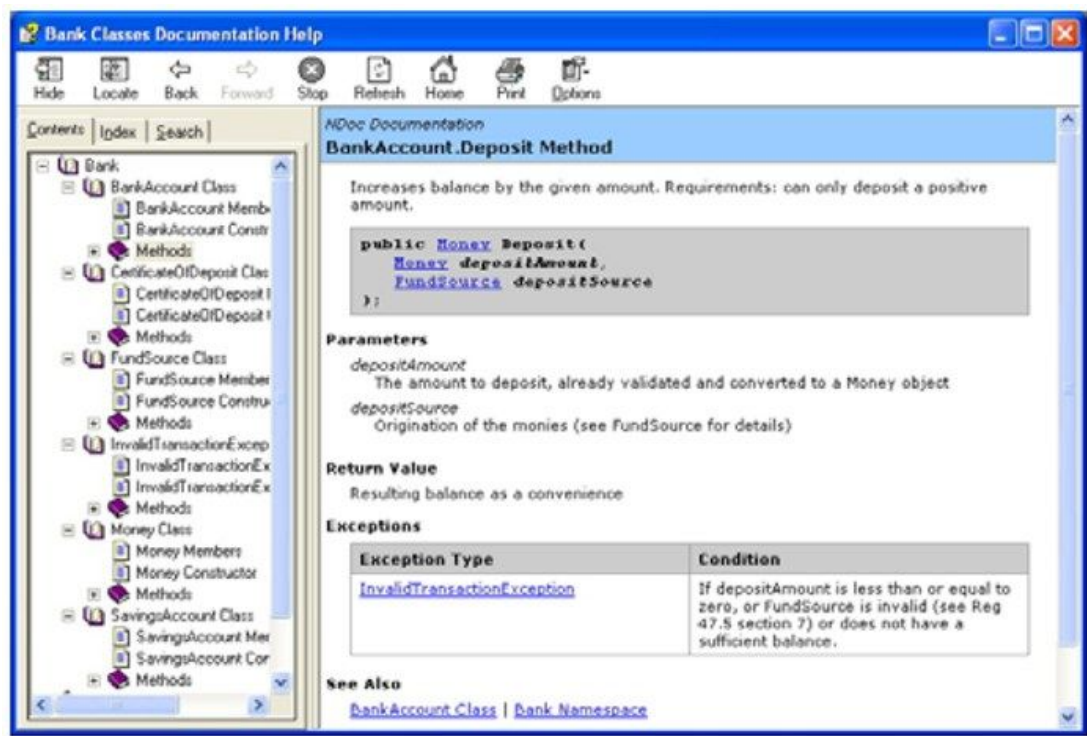 Bank Classes Documentation Help
Hide Locate Back Forward Stop Refresh Home Print Options
Contents Index Search
Bank
BankAccount Class
BankAccount Memb
BankAccount Constr
Methods
CertificateOfDeposit Clas
CertificateOfDeposit
CertificateOfDeposit
Methods
FundSource Class
FundSource Member
FundSource Constru
Methods
InvalidTransactionExcep
InvalidTransactionEx
InvalidTransactionEx
Methods
Money Class
Money Members
Money Constructor
Methods
SavingsAccount Class
SavingsAccount Mer
SavingsAccount Cor
Methods
NDoc Documentation
BankAccount.Deposit Method
Increases balance by the given amount. Requirements: can only deposit a positive
amount.
public Money Deposit(
Money depositAmount,
FundSource depositSource
);
Parameters
depositAmount
The amount to deposit, already validated and converted to a Money object
depositSource
Origination of the monies (see FundSource for details)
Return Value
Resulting balance as a convenience
Exceptions
Exception Type Condition
InvalidTransactionException If depositAmount is less than or equal to
zero, or FundSource is invalid (see Reg
47.5 section 7) or does not have a
sufficient balance.
See Also
BankAccount Class | Bank Namespace